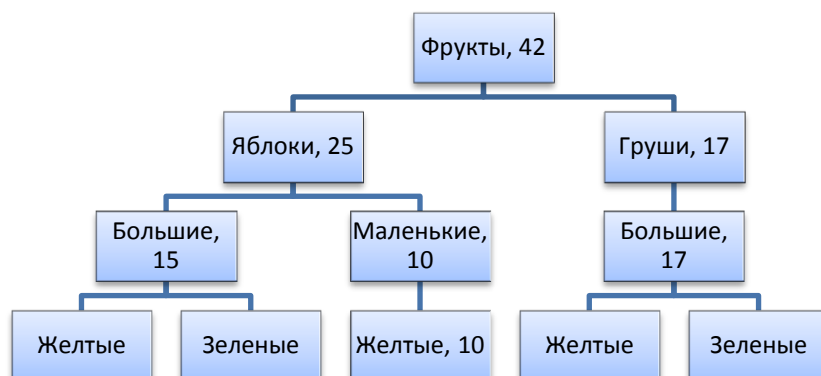 Фрукты, 42
Яблоки, 25
Груши, 17
Большие,
15
Маленькие,
10
Большие,
17
Желтые
Зеленые
Желтые, 10
Желтые
Зеленые